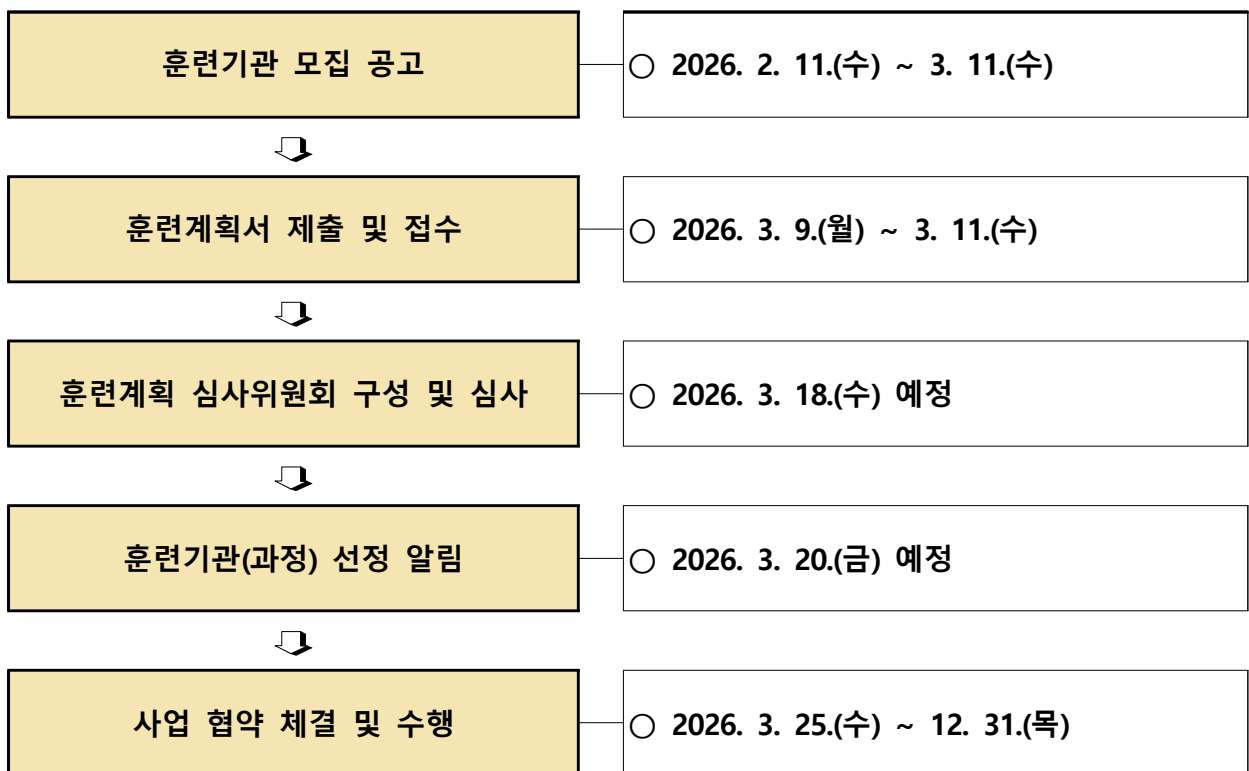 훈련기관 모집 공고
○ 2026. 2. 11.(수) ~ 3. 11.(수)
훈련계획서 제출 및 접수
○ 2026. 3. 9.(월) ~ 3. 11.(수)
훈련계획 심사위원회 구성 및 심사
○ 2026. 3. 18.(수) 예정
훈련기관(과정) 선정 알림
○ 2026. 3. 20.(금) 예정
사업 협약 체결 및 수행
○ 2026. 3. 25.(수) ~ 12. 31.(목)